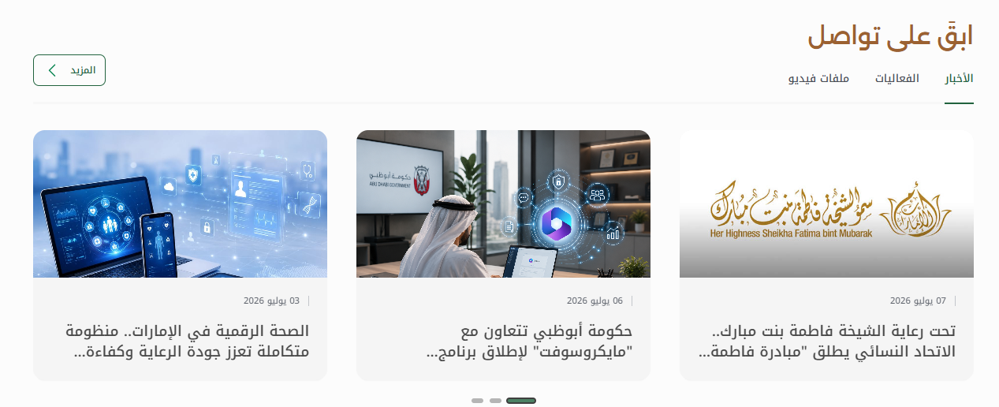 ابقَ على تواصل
الأخبار
الفعاليات
ملفات فيديو
المزيد
أم الإمارات
سمو الشيخة فاطمة بنت مبارك
Her Highness Sheikha Fatima bint Mubarak
07 يوليو 2026
تحت رعاية الشيخة فاطمة بنت مبارك..
الاتحاد النسائي يطلق "مبادرة فاطمة...
حكومة أبوظبي
ABU DHABI GOVERNMENT
06 يوليو 2026
حكومة أبوظبي تتعاون مع
"مايكروسوفت" لإطلاق برنامج...
03 يوليو 2026
الصحة الرقمية في الإمارات.. منظومة
متكاملة تعزز جودة الرعاية وكفاءة...